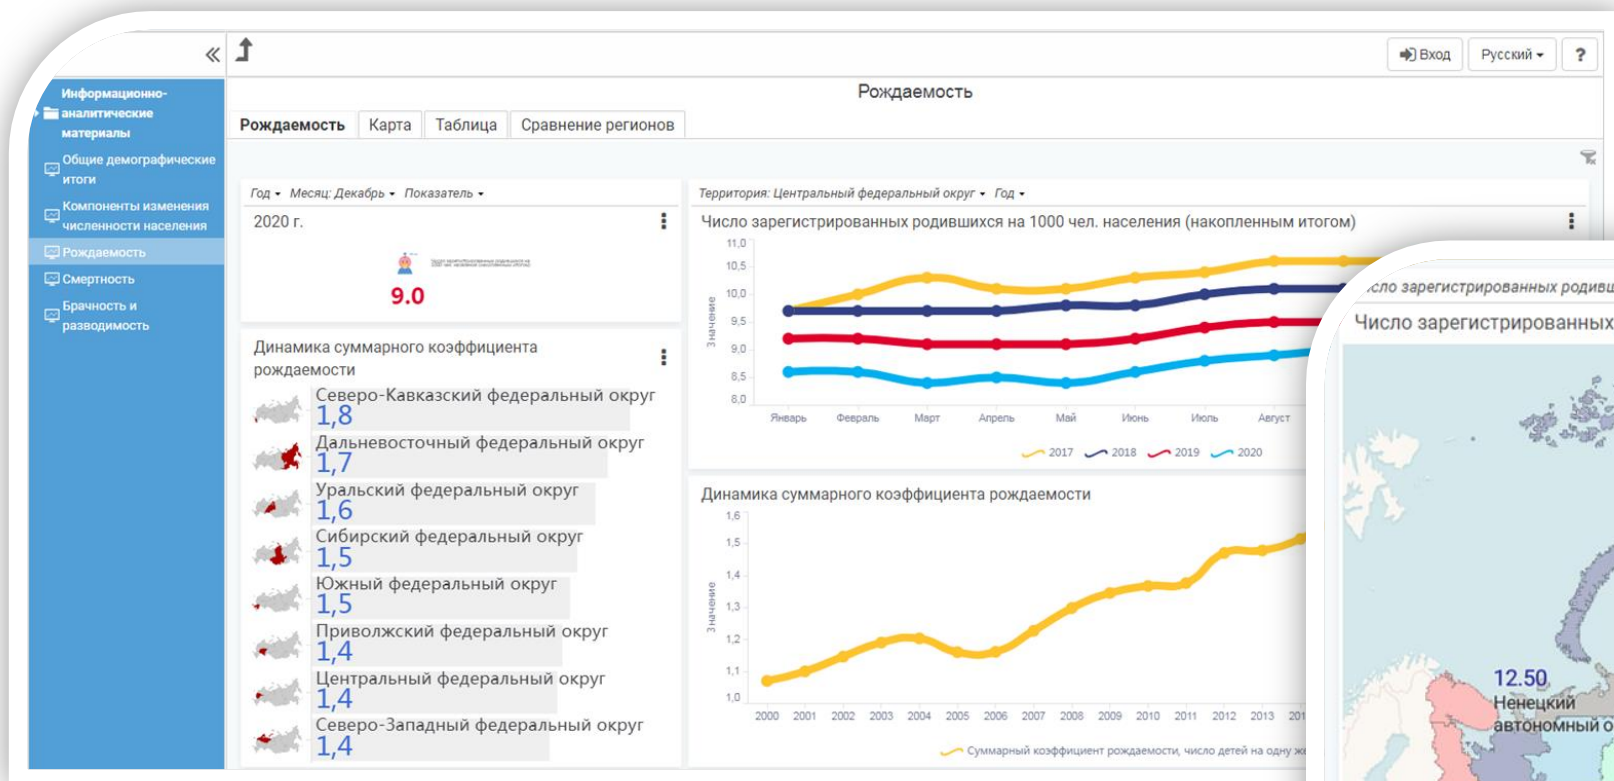 Вход
Русский
?
Рождаемость
Информационно-
аналитические
материалы
Общие демографические
итоги
Компоненты изменения
численности населения
Рождаемость
Смертность
Брачность и
разводимость
Рождаемость
Карта
Таблица
Сравнение регионов
Год
Месяц: Декабрь
Показатель
2020 г.
9.0
Динамика суммарного коэффициента
рождаемости
Северо-Кавказский федеральный округ
1,8
Дальневосточный федеральный округ
1,7
Уральский федеральный округ
1,6
Сибирский федеральный округ
1,5
Южный федеральный округ
1,5
Приволжский федеральный округ
1,4
Центральный федеральный округ
1,4
Северо-Западный федеральный округ
1,4
Территория: Центральный федеральный округ
Год
Число зарегистрированных родившихся на 1000 чел. населения (накопленным итогом)
Значение
11,0
10,5
10,0
9,5
9,0
8,5
8,0
Январь Февраль Март Апрель Май Июнь Июль Август
2017 2018 2019 2020
Динамика суммарного коэффициента рождаемости
Значение
1,6
1,5
1,4
1,3
1,2
1,1
1,0
2000 2001 2002 2003 2004 2005 2006 2007 2008 2009 2010 2011 2012 2013 201
Суммарный коэффициент рождаемости, число детей на одну же
сло зарегистрированных родивш
Число зарегистрированных
12.50
Ненецкий
автономный о